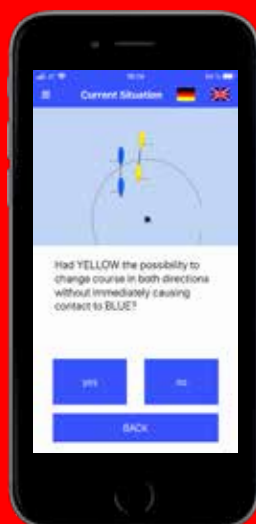 Current Situation
Had YELLOW the possibility to
change course in both directions
without immediately causing
contact to BLUE?
yes
no
BACK